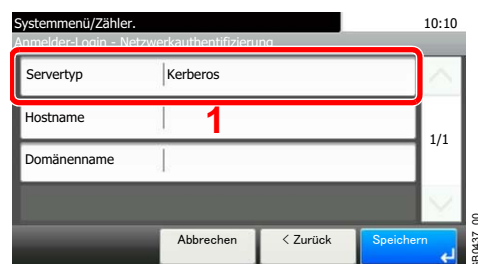 Systemmenü/Zähler. 10:10
Anmelder-Login - Netzwerkauthentifizierung
Servertyp Kerberos
Hostname 1
1/1
Domänenname
Abbrechen < Zurück Speichern